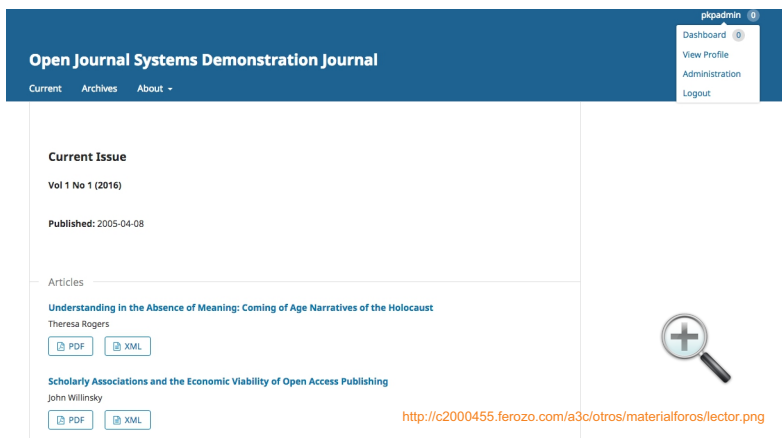 pkpadmin 0
Dashboard 0
View Profile
Administration
Logout
Open Journal Systems Demonstration Journal
Current Archives About
Current Issue
Vol 1 No 1 (2016)
Published: 2005-04-08
Articles
Understanding in the Absence of Meaning: Coming of Age Narratives of the Holocaust
Theresa Rogers
PDF XML
Scholarly Associations and the Economic Viability of Open Access Publishing
John Willinsky
PDF XML
http://c2000455.ferozo.com/a3c/otros/materialforos/lector.png